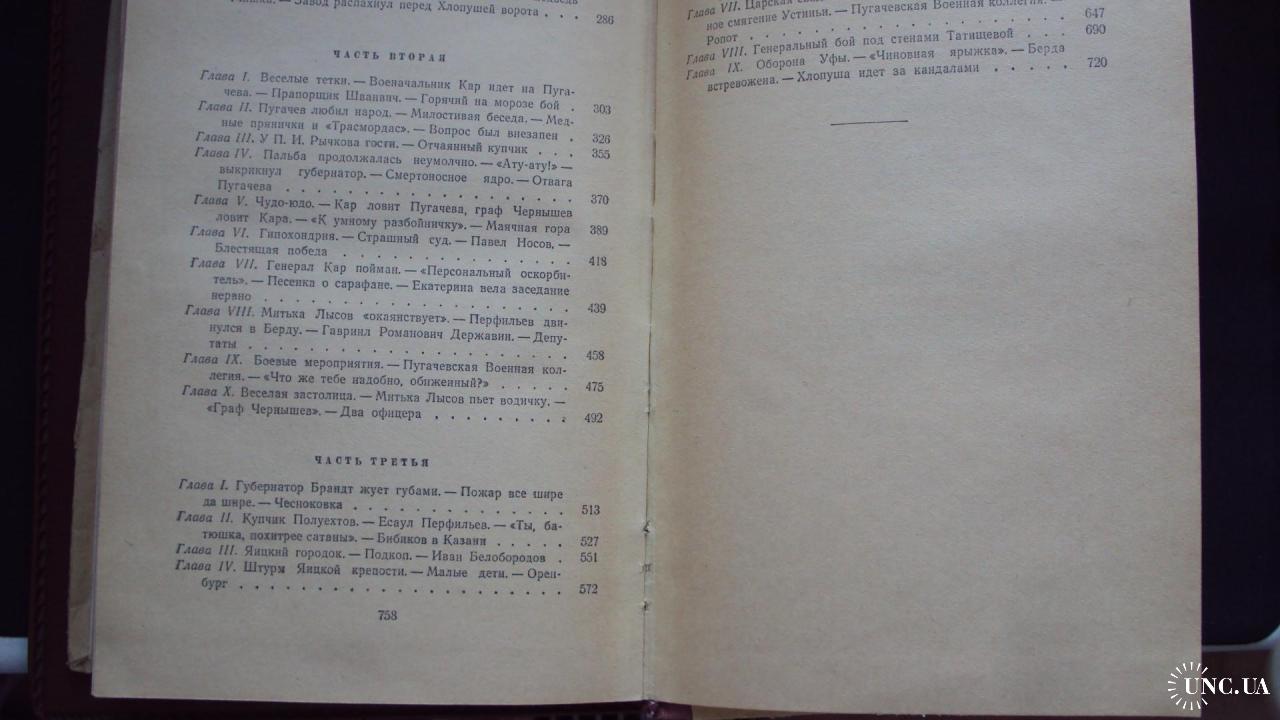 Мишка. — Завод распахнул перед Хлопушей ворота . . . 286
ЧАСТЬ ВТОРАЯ
Глава I. Веселые тетки. — Военачальник Кар идет на Пуга-
чева. — Прапорщик Шванвич. — Горячий на морозе бой . 303
Глава II. Пугачев любил народ. — Милостивая беседа. — Мед-
ные прянички и «Трасмордас». — Вопрос был внезапен . 326
Глава III. У П. И. Рычкова гости. — Отчаянный купчик . . . 355
Глава IV. Пальба продолжалась неумолчно. — «Ату-ату!» —
выкрикнул губернатор. — Смертоносное ядро. — Отвага
Пугачева . . . . . . . . . . . . . . . . . . 370
Глава V. Чудо-юдо. — Кар ловит Пугачева, граф Чернышев
ловит Кара. — «К умному разбойничку». — Маячная гора 389
Глава VI. Гипохондрия. — Страшный суд. — Павел Носов. —
Блестящая победа . . . . . . . . . . . . . . 418
Глава VII. Генерал Кар пойман. — «Персональный оскорби-
тель». — Песенка о сарафане. — Екатерина вела заседание
нервно . . . . . . . . . . . . . . . . . . . 439
Глава VIII. Митька Лысов «окаянствует». — Перфильев дви-
нулся в Берду. — Гавриил Романович Державин. — Депу-
таты . . . . . . . . . . . . . . . . . . . . 458
Глава IX. Боевые мероприятия. — Пугачевская Военная кол-
легия. — «Что же тебе надобно, обиженный?» . . . . . 475
Глава X. Веселая застолица. — Митька Лысов пьет водичку. —
«Граф Чернышев». — Два офицера . . . . . . . . . 492
ЧАСТЬ ТРЕТЬЯ
Глава I. Губернатор Брандт жует губами. — Пожар все шире
да шире. — Чесноковка . . . . . . . . . . . . . 513
Глава II. Купчик Полуехтов. — Есаул Перфильев. — «Ты, ба-
тюшка, похитрее сатаны». — Бибиков в Казани . . . . . 527
Глава III. Яицкий городок. — Подкоп. — Иван Белобородов . 551
Глава IV. Штурм Яицкой крепости. — Малые дети. — Орен-
бург . . . . . . . . . . . . . . . . . . . . 572
758
Глава VII. Царская
ное смятение Устиньи. — Пугачевская Военная коллегия. —
Ропот . . . . . . . . . . . . . . . . . . . 647
Глава VIII. Генеральный бой под стенами Татищевой . . . . 690
Глава IX. Оборона Уфы. — «Чиновная ярыжка». — Берда
встревожена. — Хлопуша идет за кандалами . . . . . 720
UNC.UA